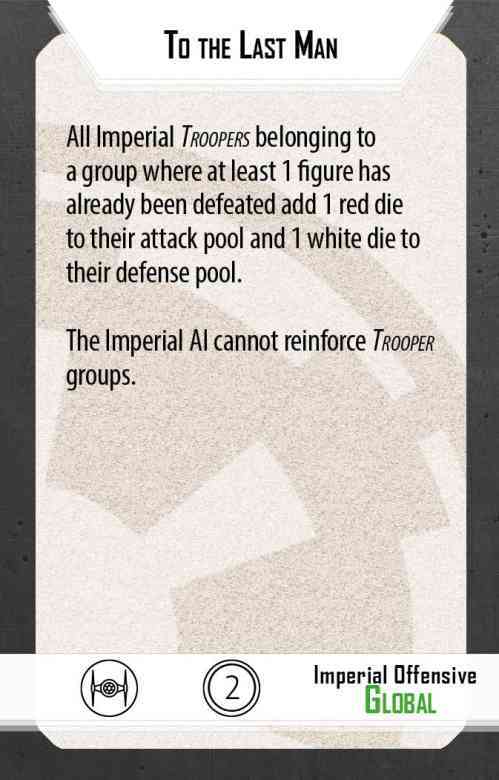 To the Last Man
All Imperial Troopers belonging to
a group where at least 1 figure has
already been defeated add 1 red die
to their attack pool and 1 white die to
their defense pool.
The Imperial AI cannot reinforce Trooper
groups.
2
Imperial Offensive
Global